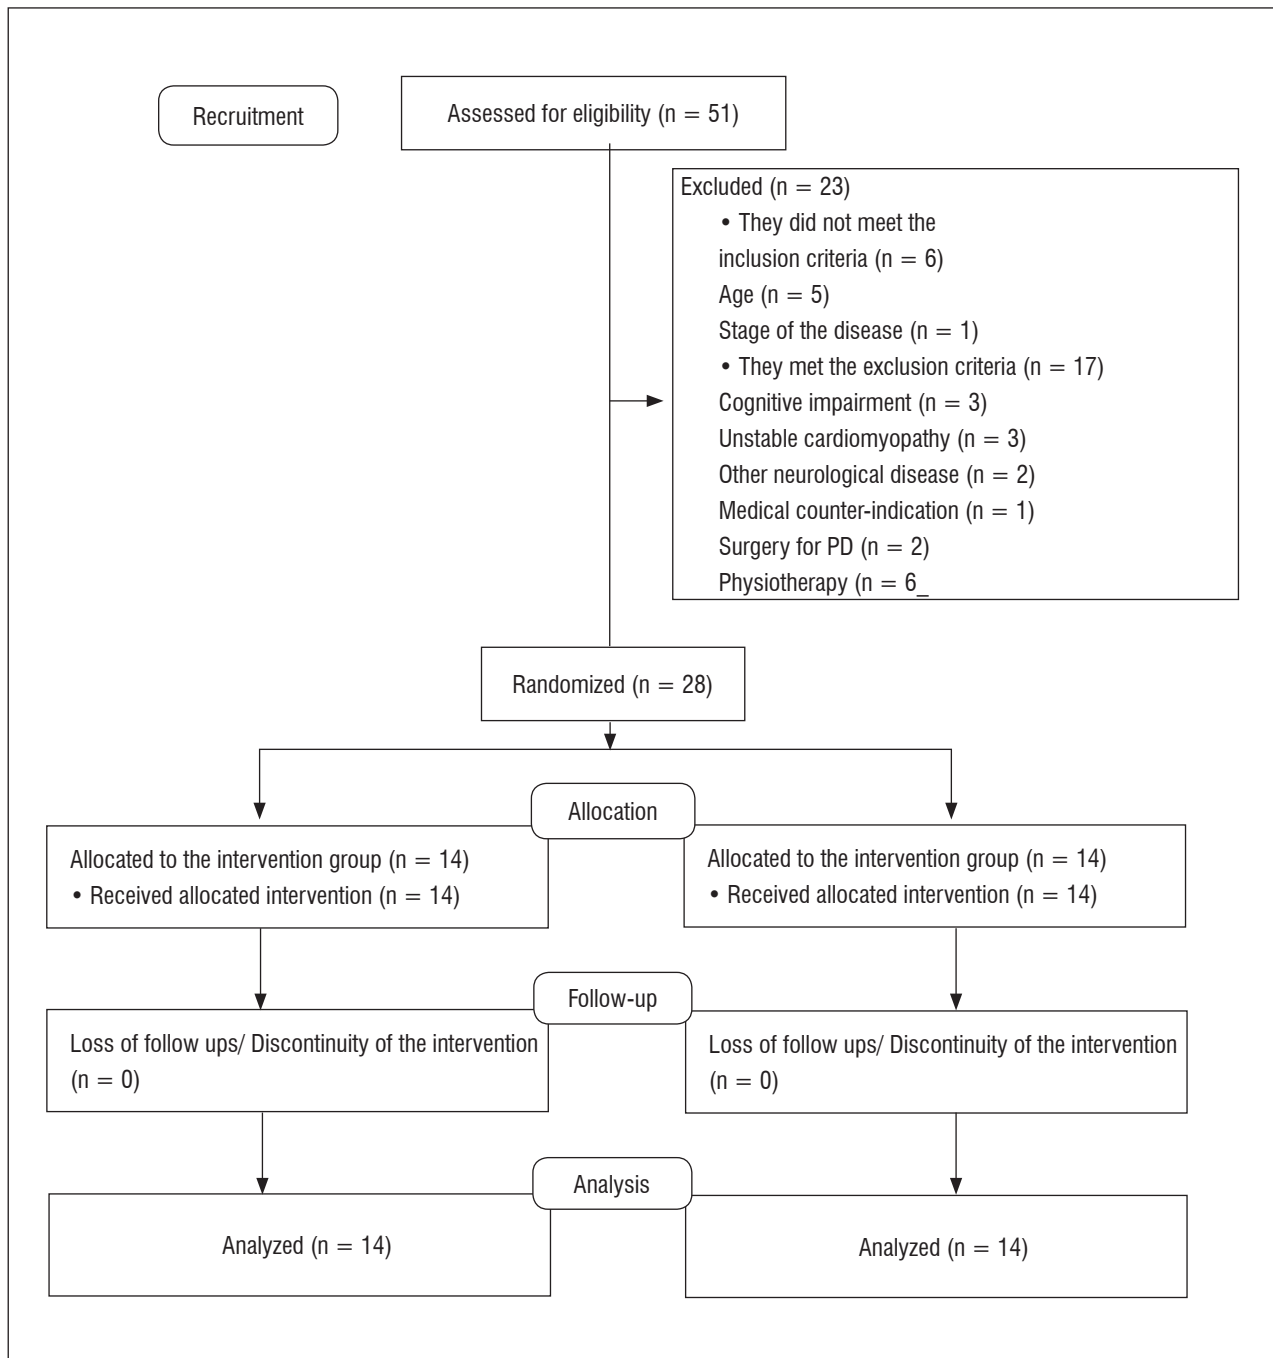 Recruitment
Assessed for eligibility (n = 51)
Excluded (n = 23)
• They did not meet the
inclusion criteria (n = 6)
Age (n = 5)
Stage of the disease (n = 1)
• They met the exclusion criteria (n = 17)
Cognitive impairment (n = 3)
Unstable cardiomyopathy (n = 3)
Other neurological disease (n = 2)
Medical counter-indication (n = 1)
Surgery for PD (n = 2)
Physiotherapy (n = 6_
Randomized (n = 28)
Allocation
Allocated to the intervention group (n = 14)
• Received allocated intervention (n = 14)
Allocated to the intervention group (n = 14)
• Received allocated intervention (n = 14)
Follow-up
Loss of follow ups/ Discontinuity of the intervention
(n = 0)
Loss of follow ups/ Discontinuity of the intervention
(n = 0)
Analysis
Analyzed (n = 14)
Analyzed (n = 14)